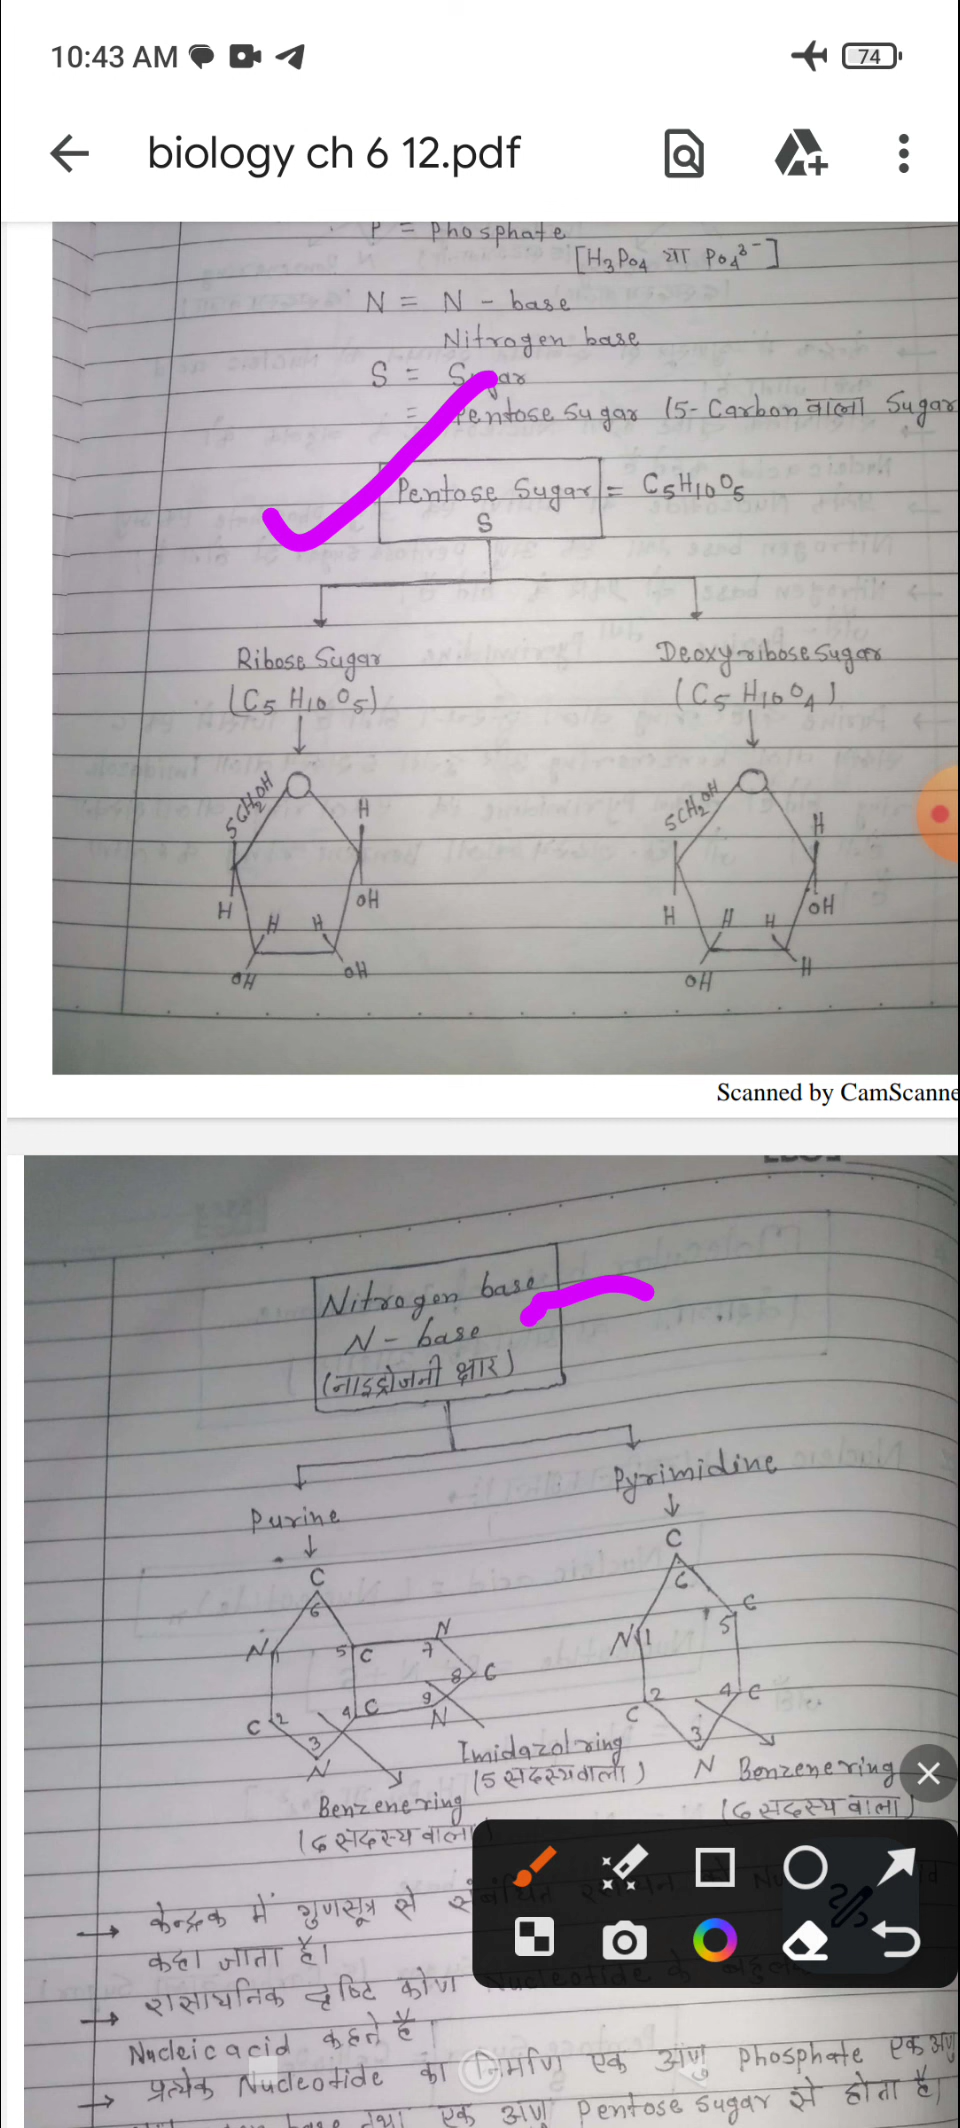 10:43 AM
74
biology ch 6 12.pdf
P = Phosphate
[H3PO4 या PO4³⁻]
N = N - base
Nitrogen base
S = Sugar
= Pentose Sugar (5-Carbon वाला Sugar
Pentose Sugar = C5H10O5
S
Ribose Sugar
(C5H10O5)
Deoxyribose Sugar
(C5H10O4)
5CH2OH
H
H
OH
H
H
OH
OH
5CH2OH
H
H
OH
H
H
OH
H
Scanned by CamScanne
Nitrogen base
N - base
(नाइट्रोजनी क्षार)
Purine
Pyrimidine
C
6
N
1
5
C
N
7
8
C
C
2
4
C
9
N
3
N
C
6
N
1
5
C
C
2
4
C
3
N
Imidazol ring
(5 सदस्यवाला)
Benzene ring
(6 सदस्य वाला
Benzene ring
(6 सदस्य वाला)
→ केन्द्रक में गुणसूत्र से संबंधित
कहा जाता है।
→ रासायनिक दृष्टि कोण Nucleotide के
Nucleic acid कहते है
→ प्रत्येक Nucleotide का निर्माण एक अणु phosphate एक अणु
base तथा एक अणु pentose sugar से होता है।